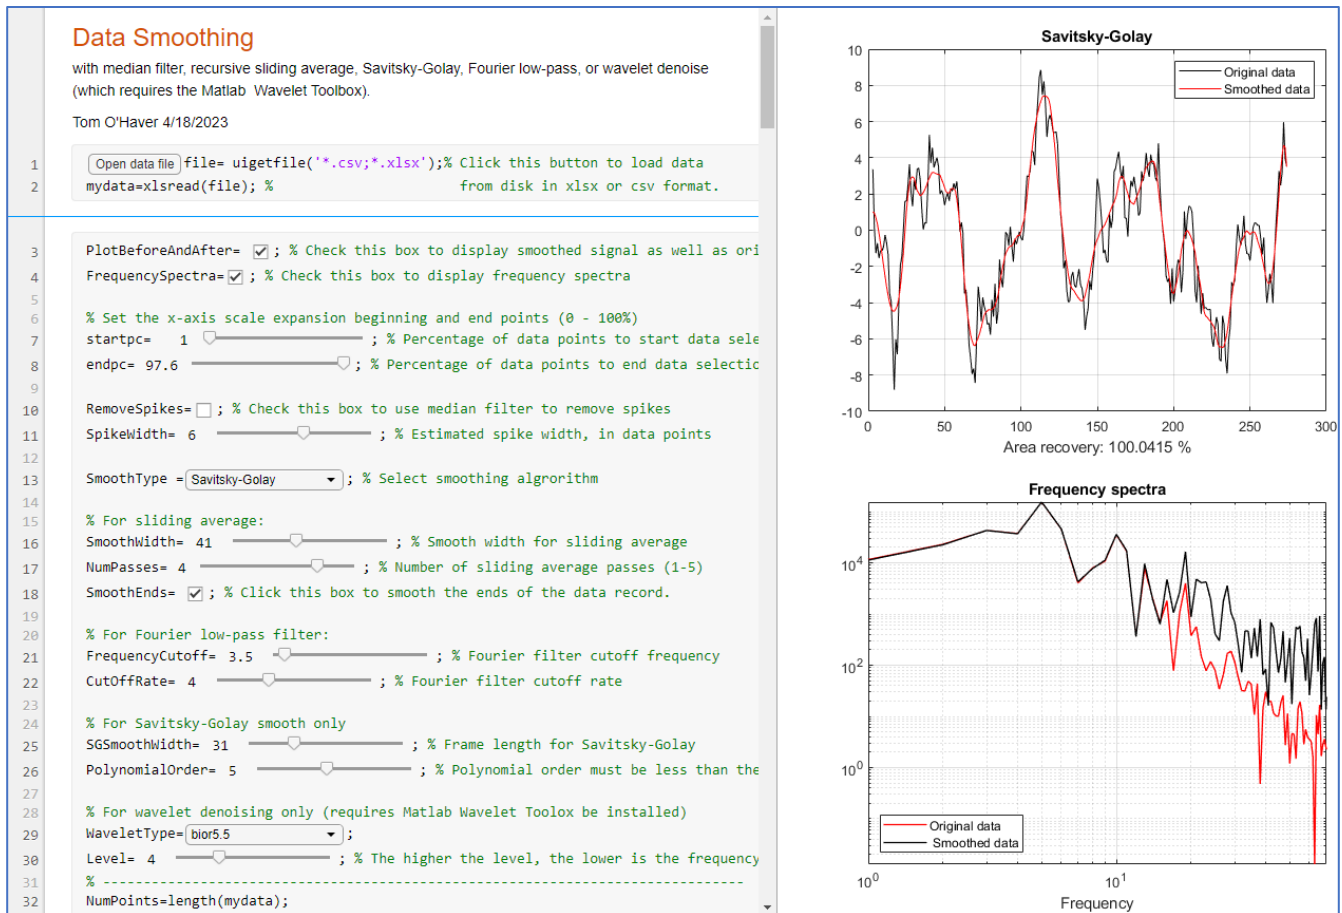 Data Smoothing
with median filter, recursive sliding average, Savitsky-Golay, Fourier low-pass, or wavelet denoise
(which requires the Matlab  Wavelet Toolbox).
Tom O'Haver 4/18/2023
1 Open data file file= uigetfile('*.csv;*.xlsx');% Click this button to load data
2 mydata=xlsread(file); % from disk in xlsx or csv format.
3 PlotBeforeAndAfter= ; % Check this box to display smoothed signal as well as ori
4 FrequencySpectra= ; % Check this box to display frequency spectra
5
6 % Set the x-axis scale expansion beginning and end points (0 - 100%)
7 startpc= 1 ; % Percentage of data points to start data sele
8 endpc= 97.6 ; % Percentage of data points to end data selectio
9
10 RemoveSpikes= ; % Check this box to use median filter to remove spikes
11 SpikeWidth= 6 ; % Estimated spike width, in data points
12
13 SmoothType = Savitsky-Golay ; % Select smoothing algrorithm
14
15 % For sliding average:
16 SmoothWidth= 41 ; % Smooth width for sliding average
17 NumPasses= 4 ; % Number of sliding average passes (1-5)
18 SmoothEnds= ; % Click this box to smooth the ends of the data record.
19
20 % For Fourier low-pass filter:
21 FrequencyCutoff= 3.5 ; % Fourier filter cutoff frequency
22 CutOffRate= 4 ; % Fourier filter cutoff rate
23
24 % For Savitsky-Golay smooth only
25 SGSmoothWidth= 31 ; % Frame length for Savitsky-Golay
26 PolynomialOrder= 5 ; % Polynomial order must be less than the
27
28 % For wavelet denoising only (requires Matlab Wavelet Toolox be installed)
29 WaveletType= bior5.5 ;
30 Level= 4 ; % The higher the level, the lower is the frequency
31 % --------------------------------------------------------------------------
32 NumPoints=length(mydata);
Savitsky-Golay
10
8
6
4
2
0
-2
-4
-6
-8
-10
Original data
Smoothed data
0 50 100 150 200 250 300
Area recovery: 100.0415 %
Frequency spectra
10^4
10^2
10^0
Original data
Smoothed data
10^0 10^1
Frequency